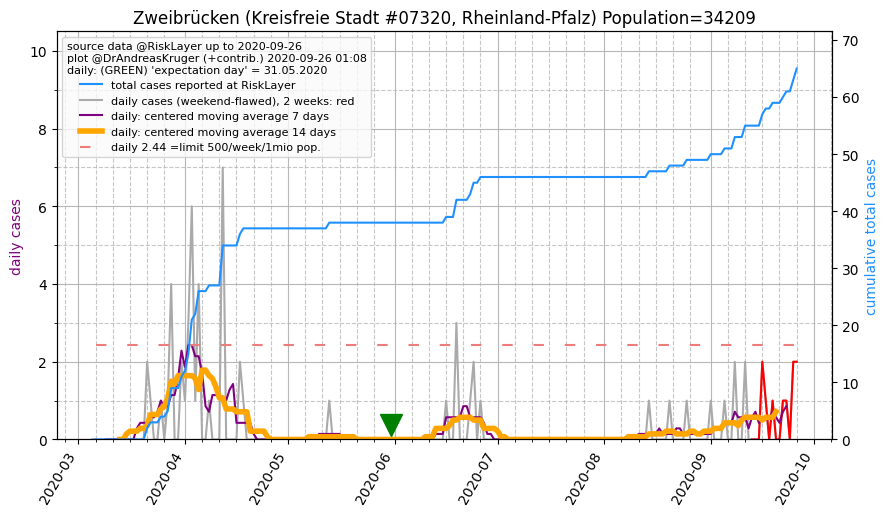 Zweibrücken (Kreisfreie Stadt #07320, Rheinland-Pfalz) Population=34209
source data @RiskLayer up to 2020-09-26
plot @DrAndreasKruger (+contrib.) 2020-09-26 01:08
daily: (GREEN) 'expectation day' = 31.05.2020
total cases reported at RiskLayer
daily cases (weekend-flawed), 2 weeks: red
daily: centered moving average 7 days
daily: centered moving average 14 days
daily 2.44 =limit 500/week/1mio pop.
daily cases
10
8
6
4
2
0
cumulative total cases
70
60
50
40
30
20
10
0
2020-03
2020-04
2020-05
2020-06
2020-07
2020-08
2020-09
2020-10